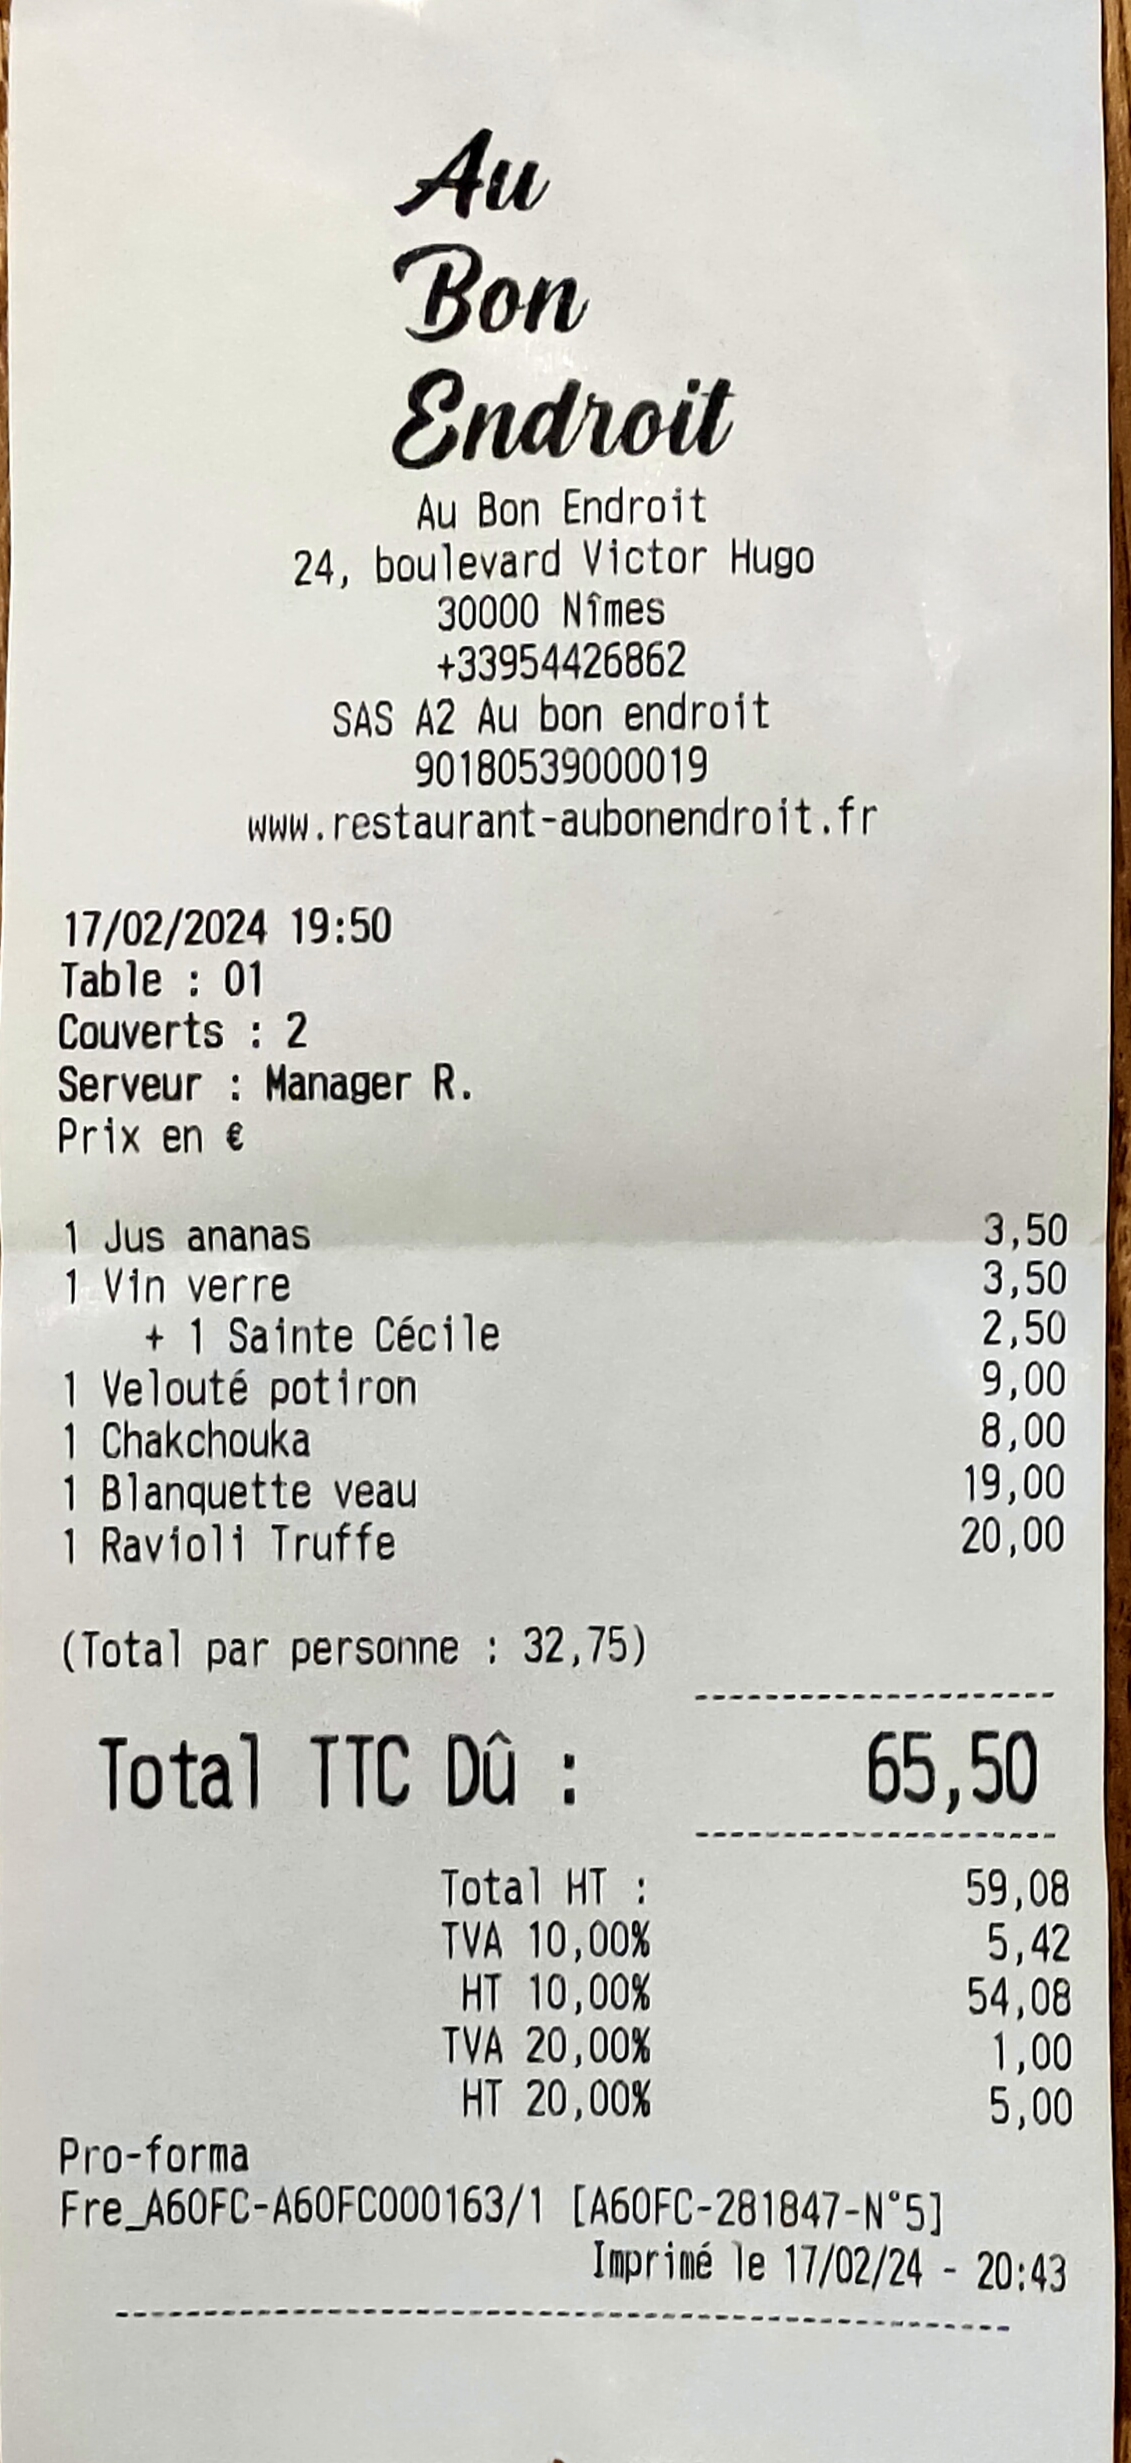 Au
Bon
Endroit
Au Bon Endroit
24, boulevard Victor Hugo
30000 Nîmes
+33954426862
SAS A2 Au bon endroit
90180539000019
www.restaurant-aubonendroit.fr
17/02/2024 19:50
Table : 01
Couverts : 2
Serveur : Manager R.
Prix en €
1 Jus ananas 3,50
1 Vin verre 3,50
+ 1 Sainte Cécile 2,50
1 Velouté potiron 9,00
1 Chakchouka 8,00
1 Blanquette veau 19,00
1 Ravioli Truffe 20,00
(Total par personne : 32,75)
Total TTC Dû : 65,50
Total HT : 59,08
TVA 10,00% 5,42
HT 10,00% 54,08
TVA 20,00% 1,00
HT 20,00% 5,00
Pro-forma
Fre_A60FC-A60FC000163/1 [A60FC-281847-N°5]
Imprimé le 17/02/24 - 20:43